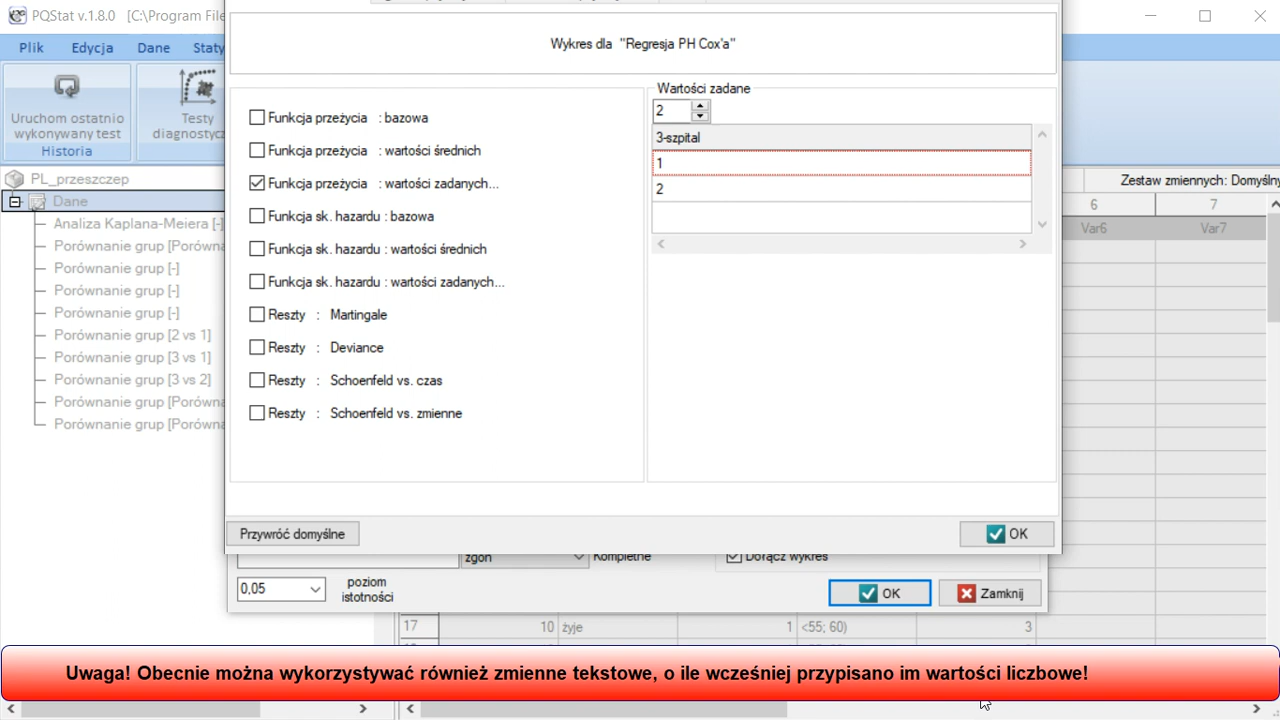 PQStat v.1.8.0 [C:\Program File
Plik Edycja Dane Staty
Uruchom ostatnio
wykonywany test
Historia
Testy
diagnostyc
PL_przeszczep
Dane
Analiza Kaplana-Meiera [-]
Porównanie grup [Porówna
Porównanie grup [-]
Porównanie grup [-]
Porównanie grup [-]
Porównanie grup [2 vs 1]
Porównanie grup [3 vs 1]
Porównanie grup [3 vs 2]
Porównanie grup [Porówna
Porównanie grup [Porówna
Wykres dla "Regresja PH Cox'a"
Funkcja przeżycia : bazowa
Funkcja przeżycia : wartości średnich
Funkcja przeżycia : wartości zadanych...
Funkcja sk. hazardu : bazowa
Funkcja sk. hazardu : wartości średnich
Funkcja sk. hazardu : wartości zadanych...
Reszty : Martingale
Reszty : Deviance
Reszty : Schoenfeld vs. czas
Reszty : Schoenfeld vs. zmienne
Wartości zadane
2
3-szpital
1
2
Przywróć domyślne
OK
Zestaw zmiennych: Domyślny
6 7
Var6 Var7
zgon Kompletne Dołącz wykres
0,05 poziom
istotności
OK Zamknij
17 10 żyje 1 <55; 60) 3
Uwaga! Obecnie można wykorzystywać również zmienne tekstowe, o ile wcześniej przypisano im wartości liczbowe!